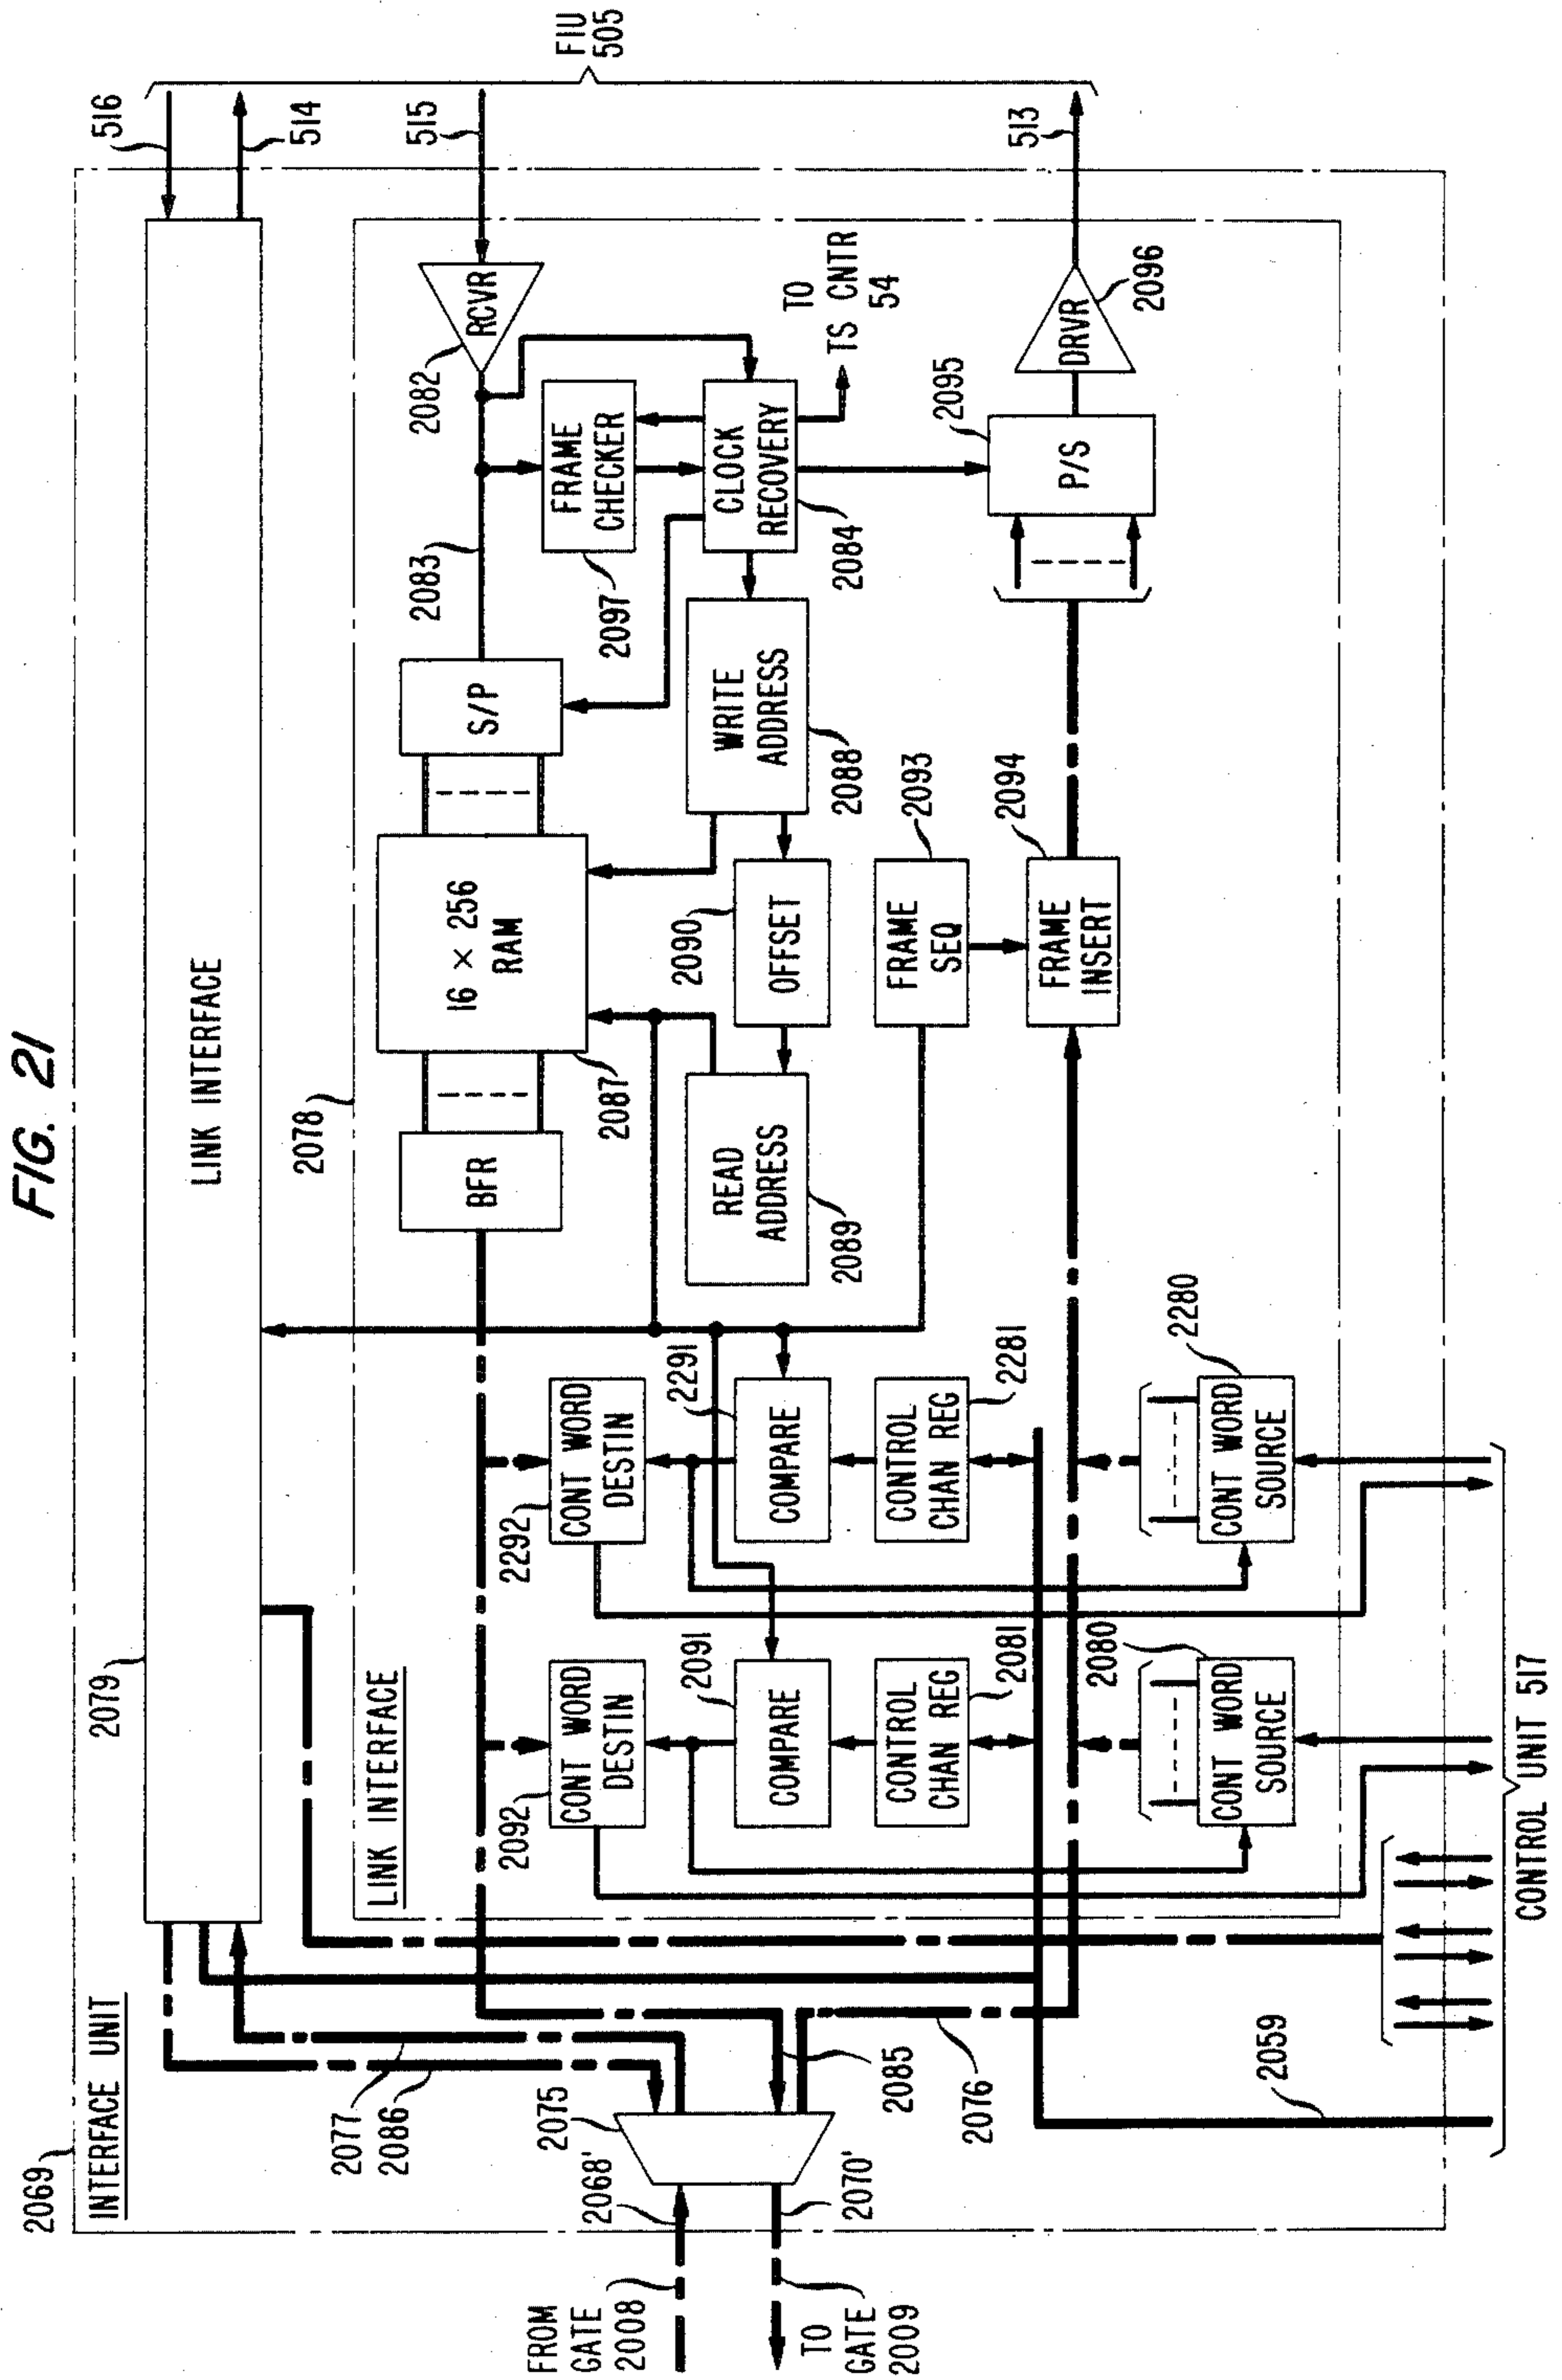 FIG. 21
2069
INTERFACE UNIT
2079
LINK INTERFACE
516
514
FIU
505
2077
2086
2078
LINK INTERFACE
515
513
FROM
GATE
2008
2068'
2075
TO
GATE
2009
2070'
2085
2076
2059
BFR
16 × 256
RAM
2087
S/P
2083
2082
RCVR
2092
CONT WORD
DESTIN
2292
CONT WORD
DESTIN
FRAME
CHECKER
2097
2091
COMPARE
2291
COMPARE
READ
ADDRESS
2089
2090
OFFSET
WRITE
ADDRESS
2088
CLOCK
RECOVERY
2084
TO
TS CNTR
54
CONTROL
CHAN REG
2081
CONTROL
CHAN REG
2281
FRAME
SEQ
2093
FRAME
INSERT
2094
P/S
2095
DRVR
2096
2080
CONT WORD
SOURCE
2280
CONT WORD
SOURCE
CONTROL UNIT 517